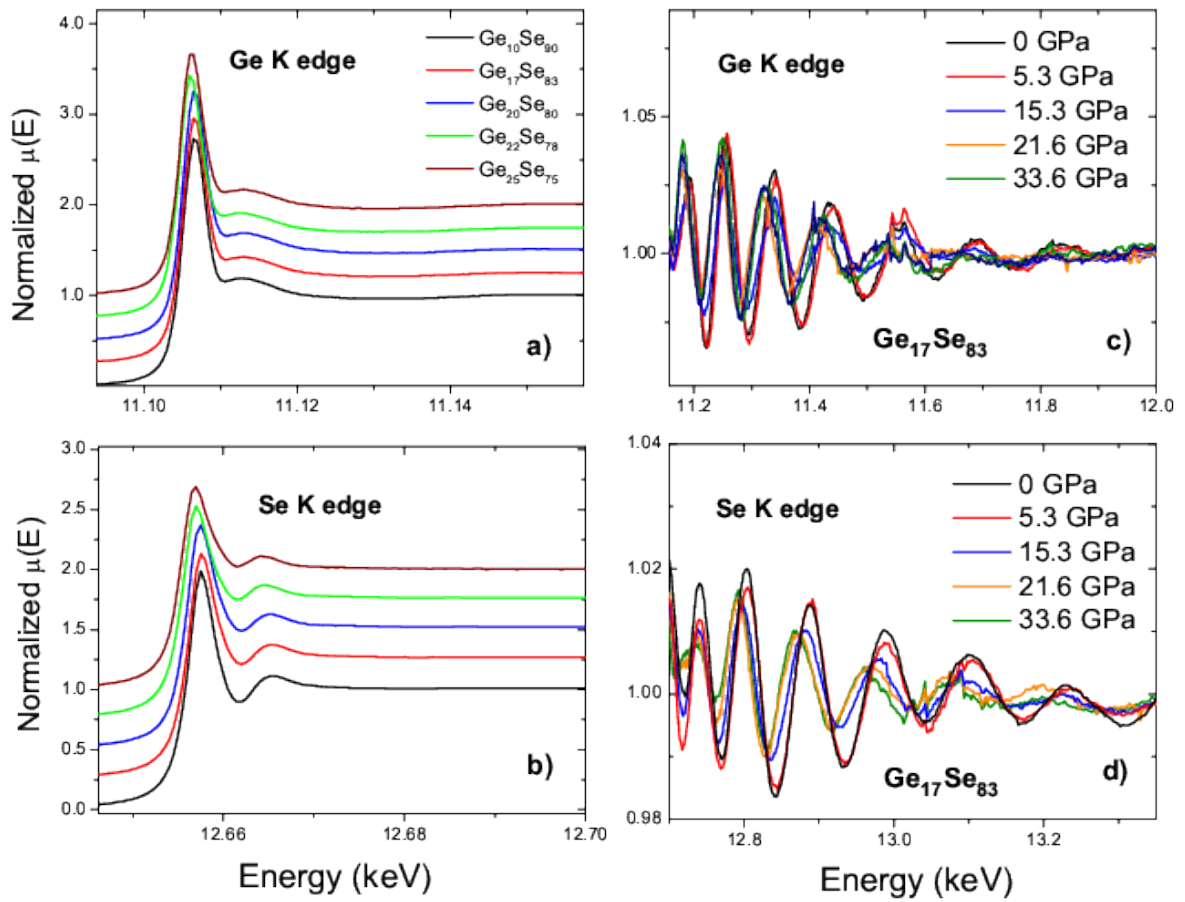 4.0
3.0
2.0
1.0
Normalized μ(E)
Ge K edge
Ge₁₀Se₉₀
Ge₁₇Se₈₃
Ge₂₀Se₈₀
Ge₂₂Se₇₈
Ge₂₅Se₇₅
a)
11.10
11.12
11.14
1.05
1.00
Ge K edge
0 GPa
5.3 GPa
15.3 GPa
21.6 GPa
33.6 GPa
Ge₁₇Se₈₃
c)
11.2
11.4
11.6
11.8
12.0
3.0
2.5
2.0
1.5
1.0
0.5
0.0
Normalized μ(E)
Se K edge
b)
12.66
12.68
12.70
Energy (keV)
1.04
1.02
1.00
0.98
Se K edge
0 GPa
5.3 GPa
15.3 GPa
21.6 GPa
33.6 GPa
Ge₁₇Se₈₃
d)
12.8
13.0
13.2
Energy (keV)